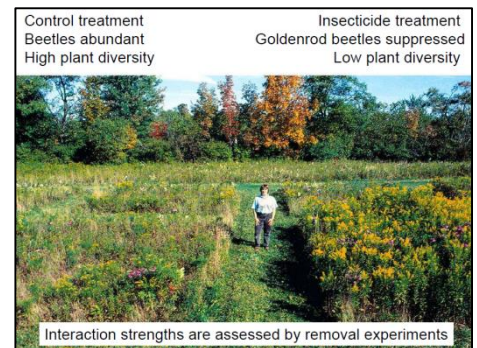 Control treatment
Beetles abundant
High plant diversity
Insecticide treatment
Goldenrod beetles suppressed
Low plant diversity
Interaction strengths are assessed by removal experiments